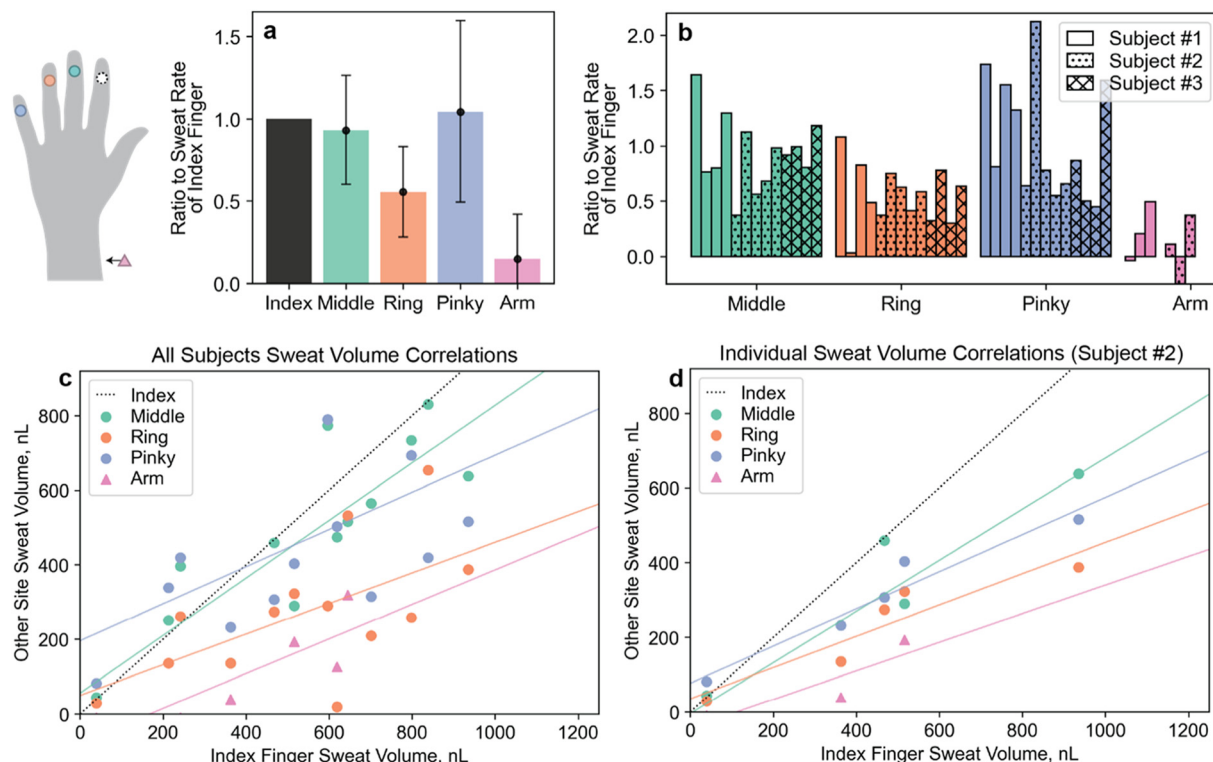 a
Ratio to Sweat Rate
of Index Finger
1.5
1.0
0.5
0.0
Index Middle Ring Pinky Arm
b
Ratio to Sweat Rate
of Index Finger
2.0
1.5
1.0
0.5
0.0
Subject #1
Subject #2
Subject #3
Middle Ring Pinky Arm
All Subjects Sweat Volume Correlations
c
Index
Middle
Ring
Pinky
Arm
Other Site Sweat Volume, nL
800
600
400
200
0
0 200 400 600 800 1000 1200
Index Finger Sweat Volume, nL
Individual Sweat Volume Correlations (Subject #2)
d
Index
Middle
Ring
Pinky
Arm
Other Site Sweat Volume, nL
800
600
400
200
0
0 200 400 600 800 1000 1200
Index Finger Sweat Volume, nL